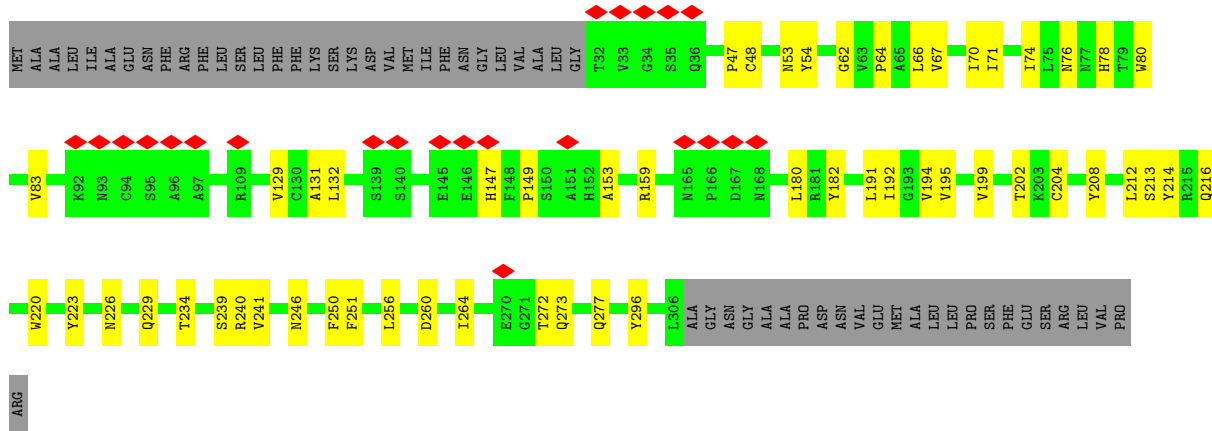 MET ALA ALA LEU ILE ALA GLU ASN PHE ARG PHE LEU SER LEU PHE PHE LYS SER LYS ASP VAL MET ILE PHE ASN GLY LEU VAL ALA LEU GLY T32 V33 G34 S35 Q36 P47 C48 N53 Y54 G62 V63 P64 A65 L66 V67 I70 I71 I74 L75 N76 N77 H78 T79 W80
V83 K92 N93 C94 S95 A96 A97 R109 V129 C130 A131 L132 S139 S140 E145 E146 H147 F148 P149 S150 A151 H152 A153 R159 N165 P166 D167 N168 L180 R181 Y182 L191 I192 G193 V194 V195 V199 T202 K203 C204 Y208 L212 S213 Y214 R215 Q216
W220 Y223 N226 Q229 T234 S239 R240 V241 N246 F250 F251 L256 D260 I264 E270 G271 T272 Q273 Q277 Y296 L306 ALA GLY ASN GLY ALA ALA PRO ASP ASN VAL GLU MET ALA LEU LEU PRO SER PHE GLU SER ARG LEU VAL PRO
ARG